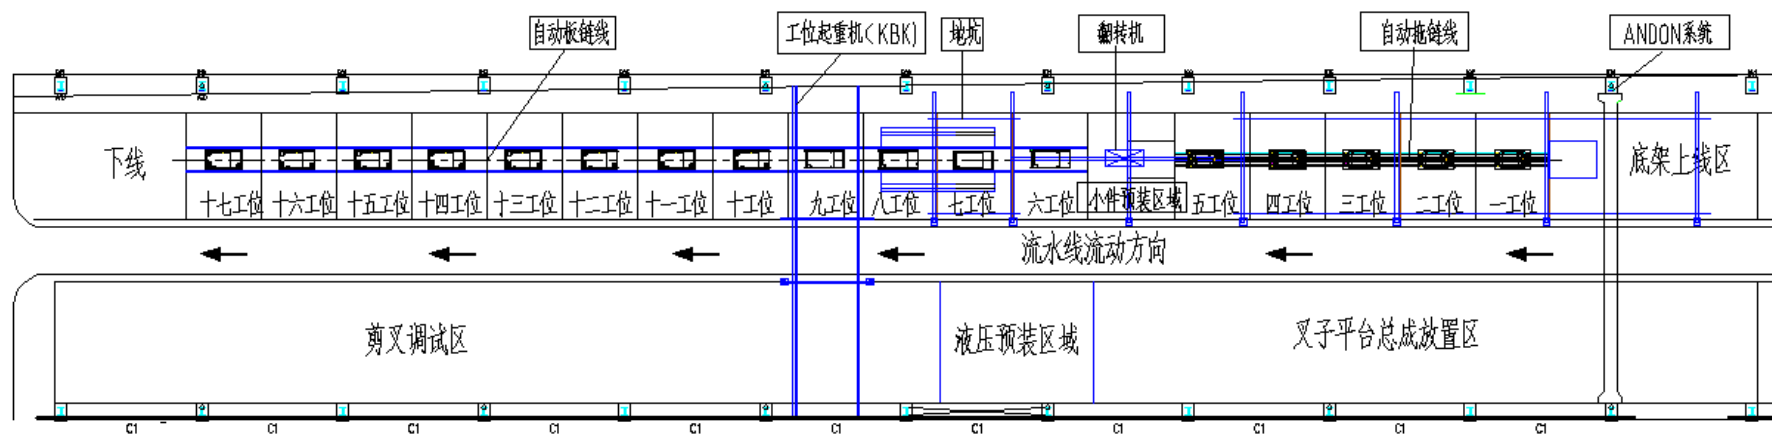 自动板链线
工位起重机(KBK)
地坑
翻转机
自动拖链线
ANDON系统
下线
底架上线区
十七工位
十六工位
十五工位
十四工位
十三工位
十二工位
十一工位
十工位
九工位
八工位
七工位
六工位
小件预装区域
五工位
四工位
三工位
二工位
一工位
流水线流动方向
剪叉调试区
液压预装区域
叉子平台总成放置区
C1
C1
C1
C1
C1
C1
C1
C1
C1
C1
C1
C1